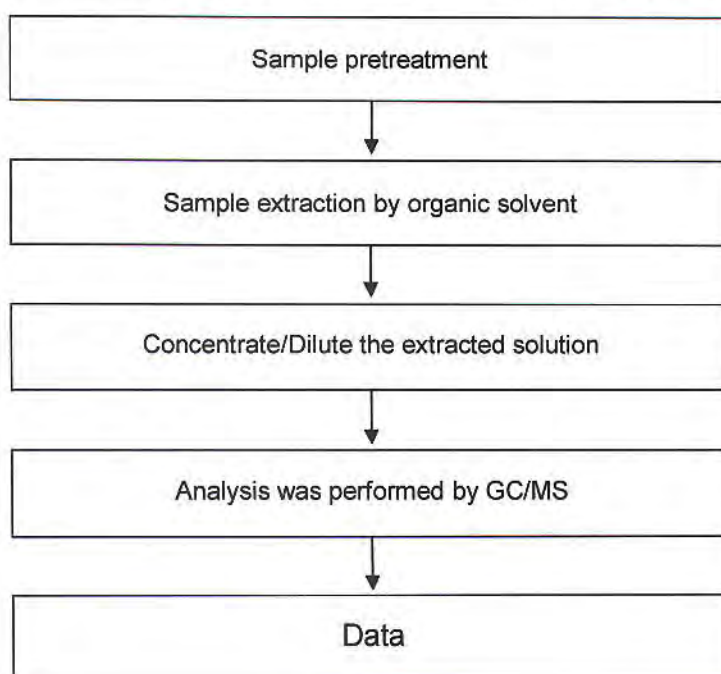 Sample pretreatment
Sample extraction by organic solvent
Concentrate/Dilute the extracted solution
Analysis was performed by GC/MS
Data